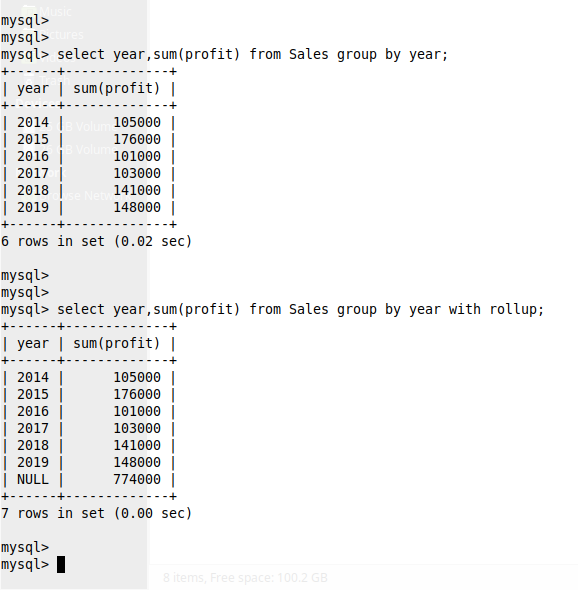 Music
mysql>
ctures
mysql>
mysql> select year,sum(profit) from Sales group by year;
+------+-------------+
| year | sum(profit) |
+------+-------------+
| 2014 |      105000 |
| 2015 |      176000 |
| 2016 |      101000 |
| 2017 |      103000 |
| 2018 |      141000 |
| 2019 |      148000 |
+------+-------------+
6 rows in set (0.02 sec)
mysql>
mysql>
mysql> select year,sum(profit) from Sales group by year with rollup;
+------+-------------+
| year | sum(profit) |
+------+-------------+
| 2014 |      105000 |
| 2015 |      176000 |
| 2016 |      101000 |
| 2017 |      103000 |
| 2018 |      141000 |
| 2019 |      148000 |
| NULL |      774000 |
+------+-------------+
7 rows in set (0.00 sec)
mysql>
mysql>
8 items, Free space: 100.2 GB